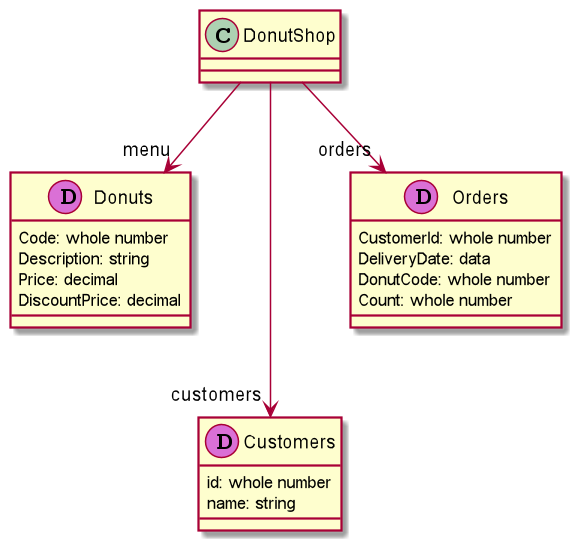 C DonutShop
menu
orders
D Donuts
Code: whole number
Description: string
Price: decimal
DiscountPrice: decimal
D Orders
CustomerId: whole number
DeliveryDate: data
DonutCode: whole number
Count: whole number
customers
D Customers
id: whole number
name: string